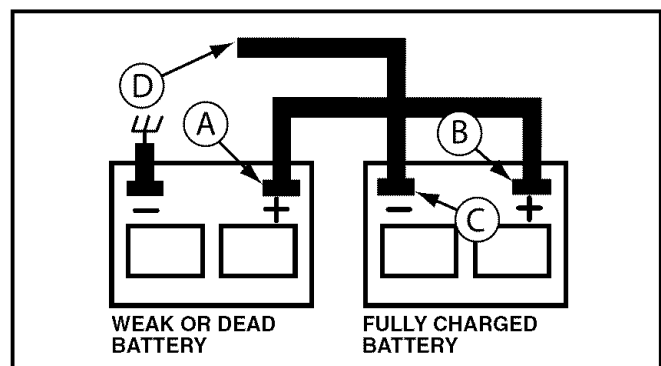 D
A
B
C
− + − +
WEAK OR DEAD
BATTERY
FULLY CHARGED
BATTERY